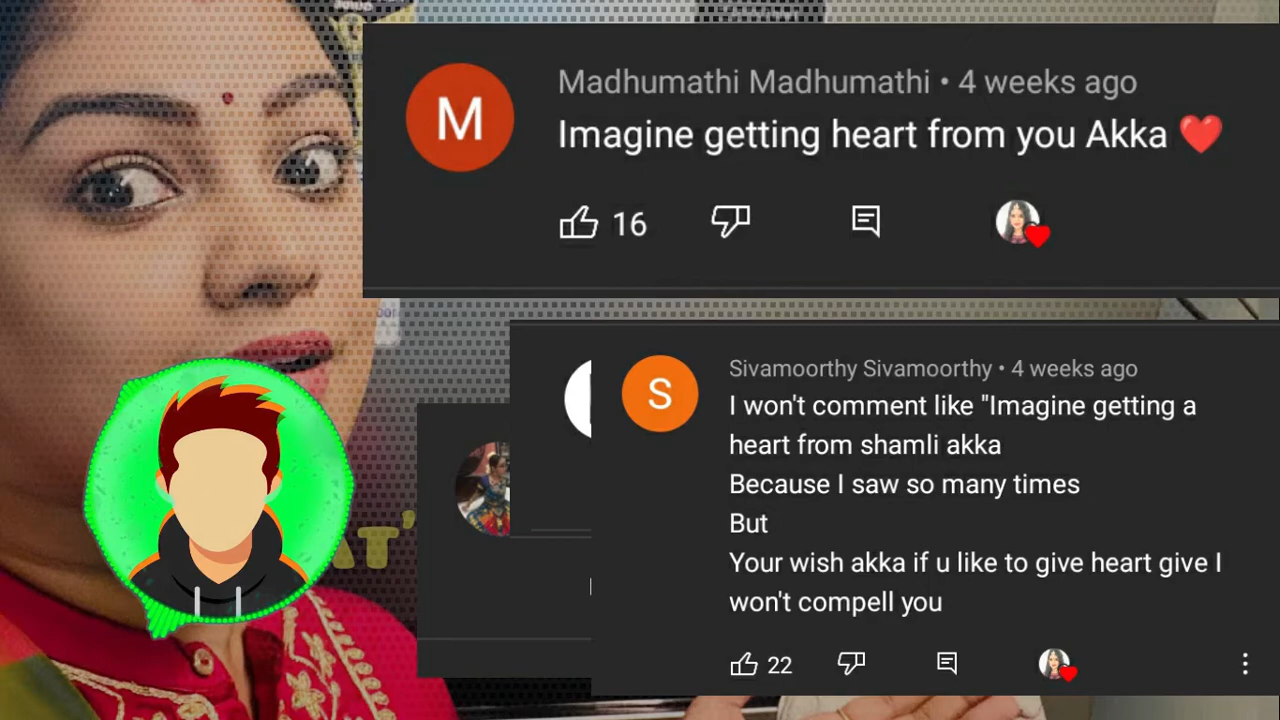 Madhumathi Madhumathi • 4 weeks ago
M
Imagine getting heart from you Akka ❤️
16
Sivamoorthy Sivamoorthy • 4 weeks ago
S
I won't comment like "Imagine getting a
heart from shamli akka
Because I saw so many times
But
Your wish akka if u like to give heart give I
won't compell you
22
AT'